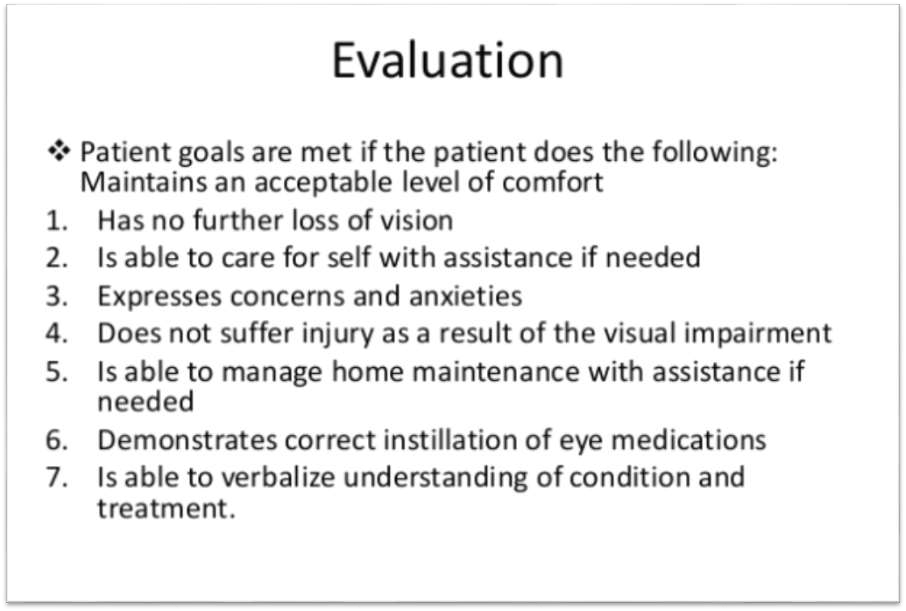 Evaluation
❖ Patient goals are met if the patient does the following:
Maintains an acceptable level of comfort
1. Has no further loss of vision
2. Is able to care for self with assistance if needed
3. Expresses concerns and anxieties
4. Does not suffer injury as a result of the visual impairment
5. Is able to manage home maintenance with assistance if
needed
6. Demonstrates correct instillation of eye medications
7. Is able to verbalize understanding of condition and
treatment.